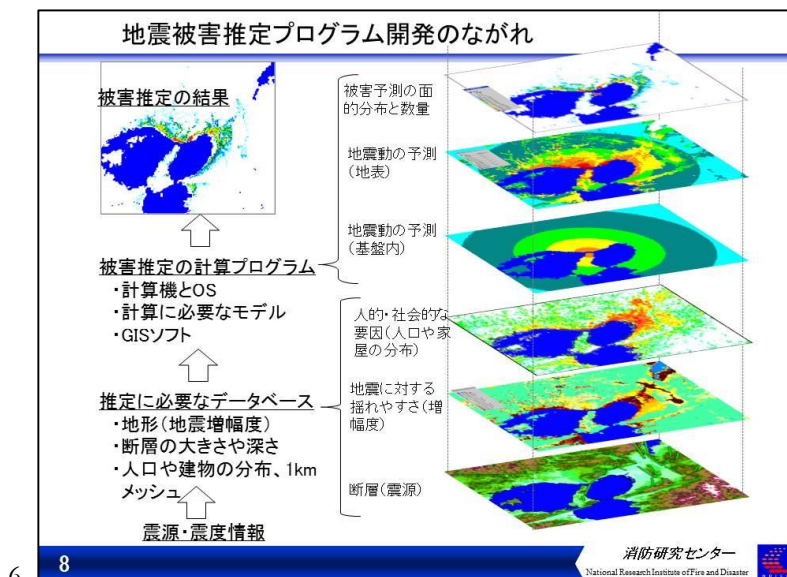 地震被害推定プログラム開発のながれ
被害推定の結果
被害推定の計算プログラム
・計算機とOS
・計算に必要なモデル
・GISソフト
推定に必要なデータベース
・地形(地震増幅度)
・断層の大きさや深さ
・人口や建物の分布、1km
メッシュ
震源・震度情報
被害予測の面
的分布と数量
地震動の予測
(地表)
地震動の予測
(基盤内)
人的・社会的な
要因(人口や家
屋の分布)
地震に対する
揺れやすさ(増
幅度)
断層(震源)
6
8
消防研究センター
National Research Institute of Fire and Disaster